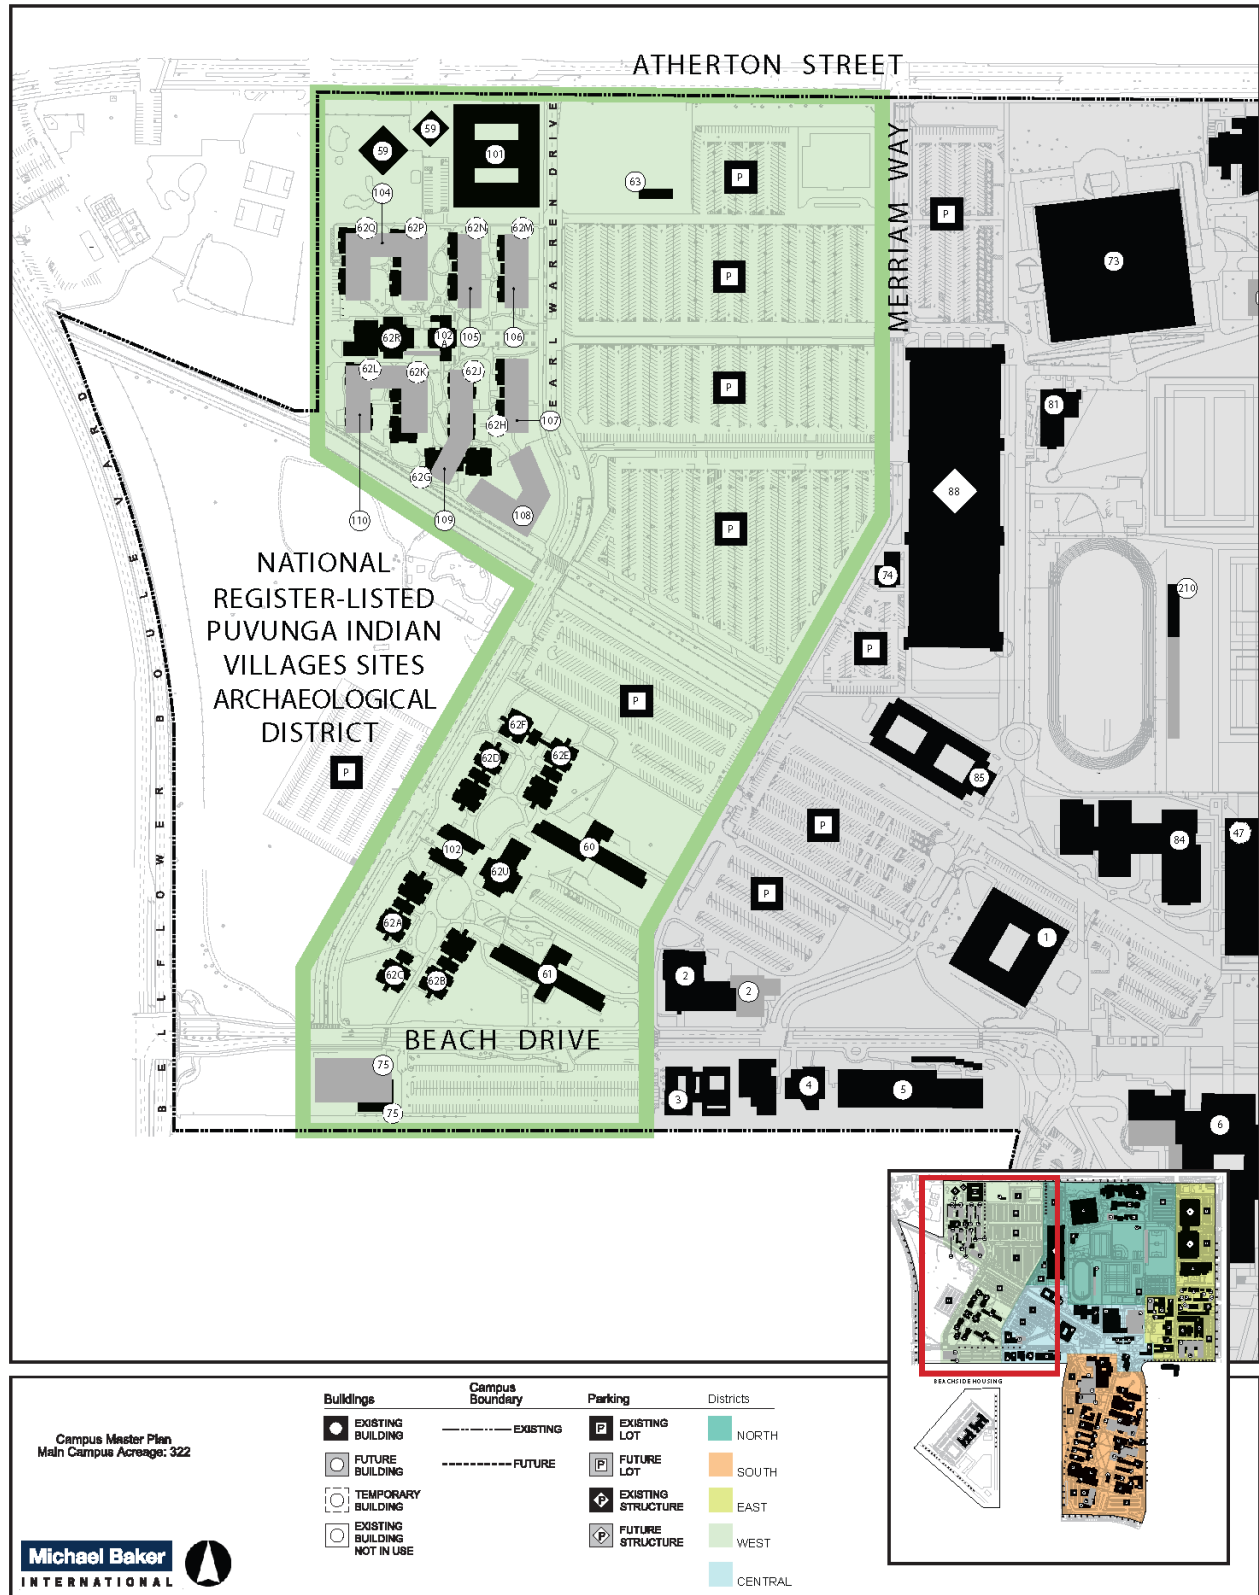 ATHERTON STREET
MERRIAM WAY
EARL WARREN DRIVE
BELLFLOWER BOULEVARD
59
59
101
104
63
P
P
73
62Q
62P
62N
62M
P
62R
102
A
105
106
62L
62K
62J
P
81
62H
107
88
62G
110
109
108
P
NATIONAL
REGISTER-LISTED
PUVUNGA INDIAN
VILLAGES SITES
ARCHAEOLOGICAL
DISTRICT
74
210
P
P
P
62F
62D
62E
85
P
102
60
62U
84
47
P
62A
1
62C
62B
61
2
2
BEACH DRIVE
75
75
3
4
5
6
BEACHSIDE HOUSING
Campus Master Plan
Main Campus Acreage: 322
Michael Baker
INTERNATIONAL
Buildings
EXISTING
BUILDING
FUTURE
BUILDING
TEMPORARY
BUILDING
EXISTING
BUILDING
NOT IN USE
Campus
Boundary
EXISTING
FUTURE
Parking
P EXISTING
LOT
P FUTURE
LOT
P EXISTING
STRUCTURE
P FUTURE
STRUCTURE
Districts
NORTH
SOUTH
EAST
WEST
CENTRAL